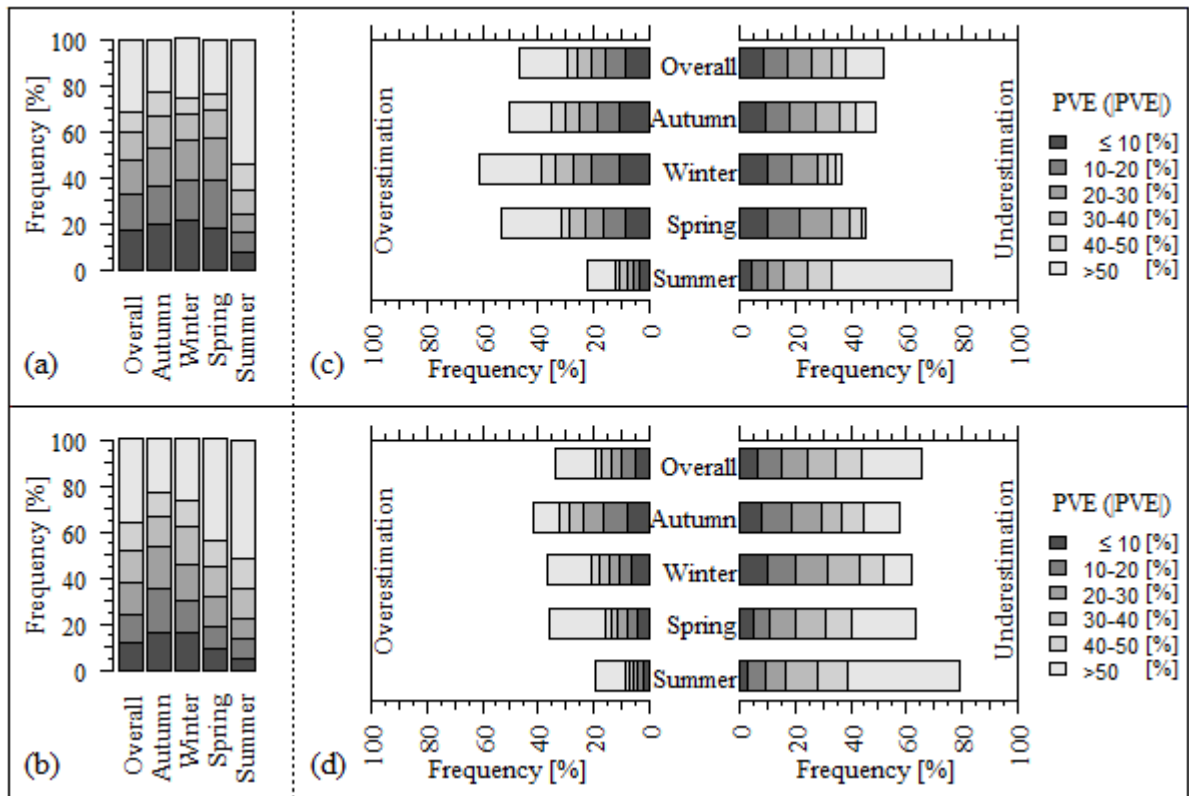 100
80
60
40
20
0
Frequency [%]
Overall
Autumn
Winter
Spring
Summer
(a)
Overestimation
Overall
Autumn
Winter
Spring
Summer
Underestimation
100 80 60 40 20 0
0 20 40 60 80 100
(c)
Frequency [%]
Frequency [%]
PVE (|PVE|)
≤ 10 [%]
10-20 [%]
20-30 [%]
30-40 [%]
40-50 [%]
>50 [%]
100
80
60
40
20
0
Frequency [%]
Overall
Autumn
Winter
Spring
Summer
(b)
Overestimation
Overall
Autumn
Winter
Spring
Summer
Underestimation
100 80 60 40 20 0
0 20 40 60 80 100
(d)
Frequency [%]
Frequency [%]
PVE (|PVE|)
≤ 10 [%]
10-20 [%]
20-30 [%]
30-40 [%]
40-50 [%]
>50 [%]